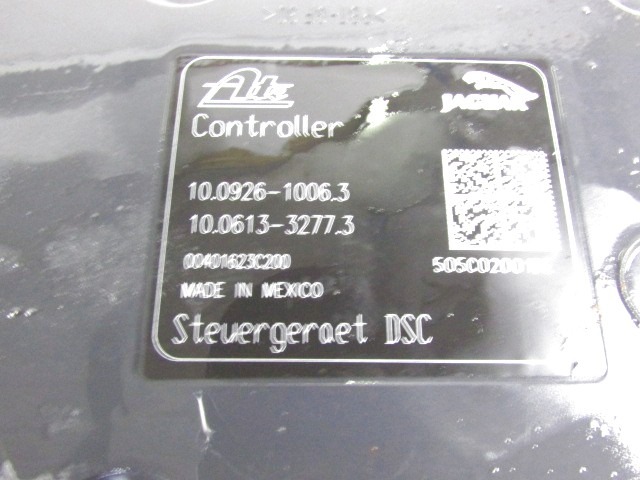 Ate
JAGUAR
Controller
10.0926-1006.3
10.0613-3277.3
00401623C200
MADE IN MEXICO
Steuergeraet DSC